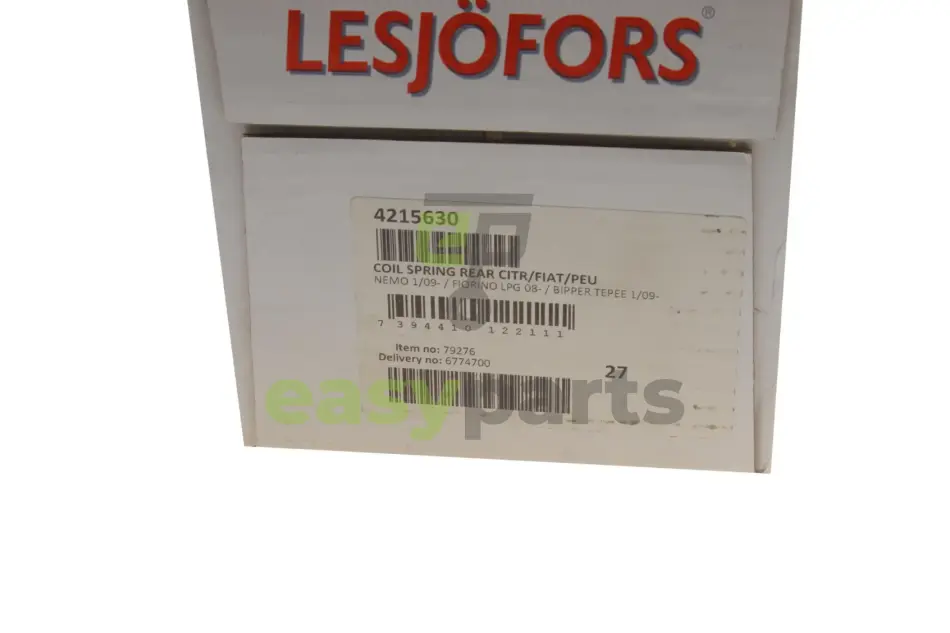 LESJÖFORS®
4215630
COIL SPRING REAR CITR/FIAT/PEU
NEMO 1/09- / FIORINO LPG 08- / BIPPER TEPEE 1/09-
7 394410 122111
Item no: 79276
Delivery no: 6774700
27
easyparts